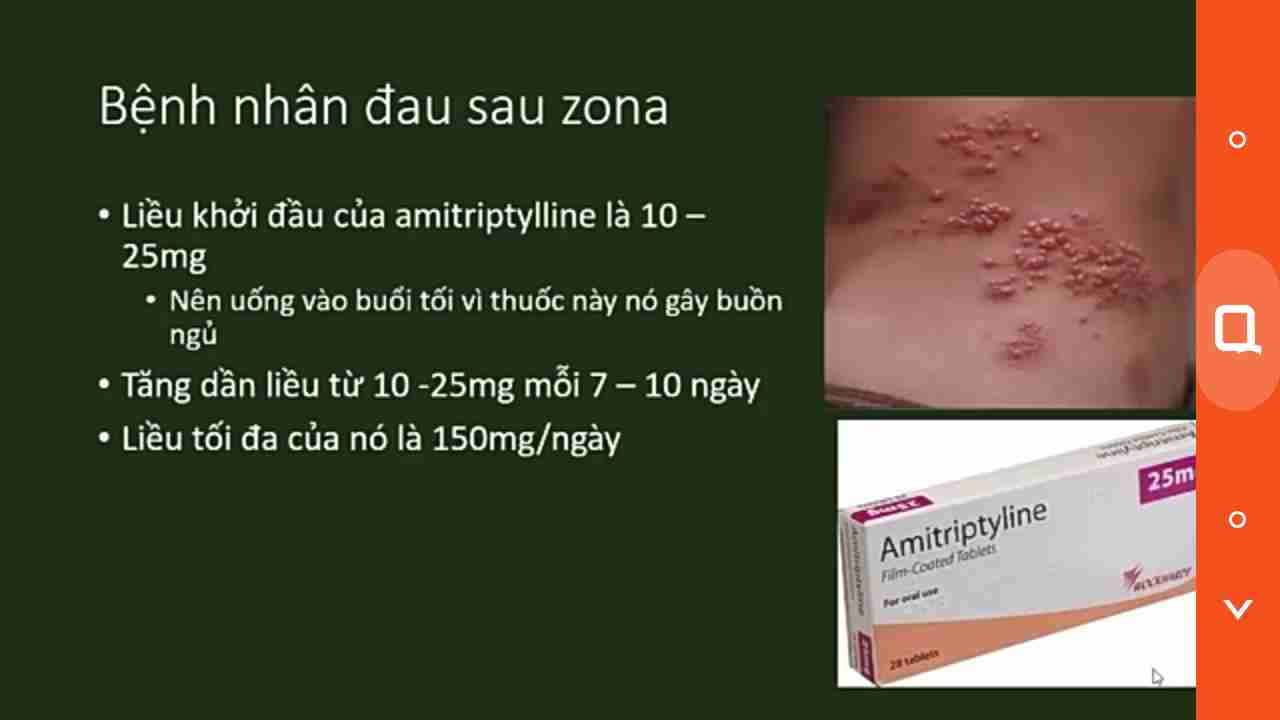 Bệnh nhân đau sau zona
• Liều khởi đầu của amitriptylline là 10 –
25mg
• Nên uống vào buổi tối vì thuốc này nó gây buồn
ngủ
• Tăng dần liều từ 10 -25mg mỗi 7 – 10 ngày
• Liều tối đa của nó là 150mg/ngày
25m
25mg
Amitriptyline
Film-Coated Tablets
For oral use
28 tablets